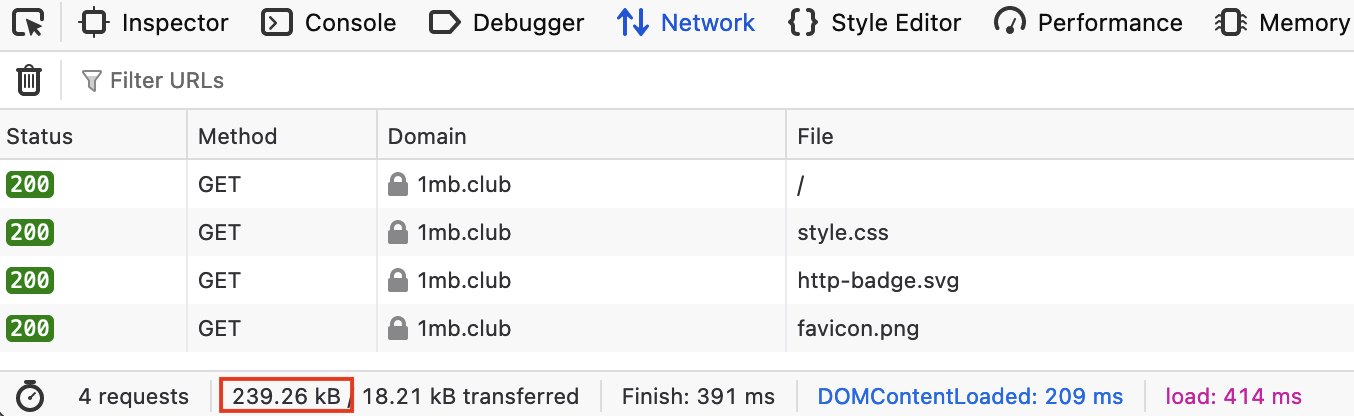 Inspector Console Debugger Network Style Editor Performance Memory
Filter URLs
Status Method Domain File
200 GET 1mb.club /
200 GET 1mb.club style.css
200 GET 1mb.club http-badge.svg
200 GET 1mb.club favicon.png
4 requests 239.26 kB / 18.21 kB transferred Finish: 391 ms DOMContentLoaded: 209 ms load: 414 ms